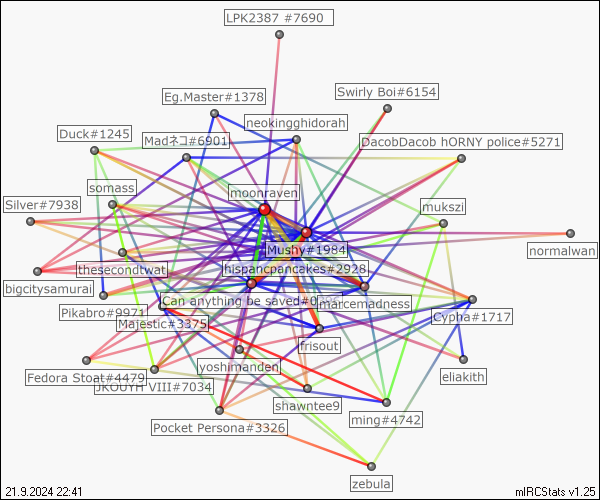 LPK2387 #7690
Swirly Boi#6154
Eg.Master#1378
neokingghidorah
Duck#1245
Madネコ#6901
DacobDacob hORNY police#5271
somass
moonraven
Silver#7938
mukszi
Mushy#1984
normalwan
thesecondtwat
hispancpancakes#2928
bigcitysamurai
Can anything be saved#0
maricemadness
Pikabro#9971
Majestic#3375
Cypha#1717
frisout
yoshimanden
Fedora Stoat#4479
eliakith
JKOUYH VIII#7034
shawntee9
ming#4742
Pocket Persona#3326
zebula
21.9.2024 22:41
mIRCStats v1.25